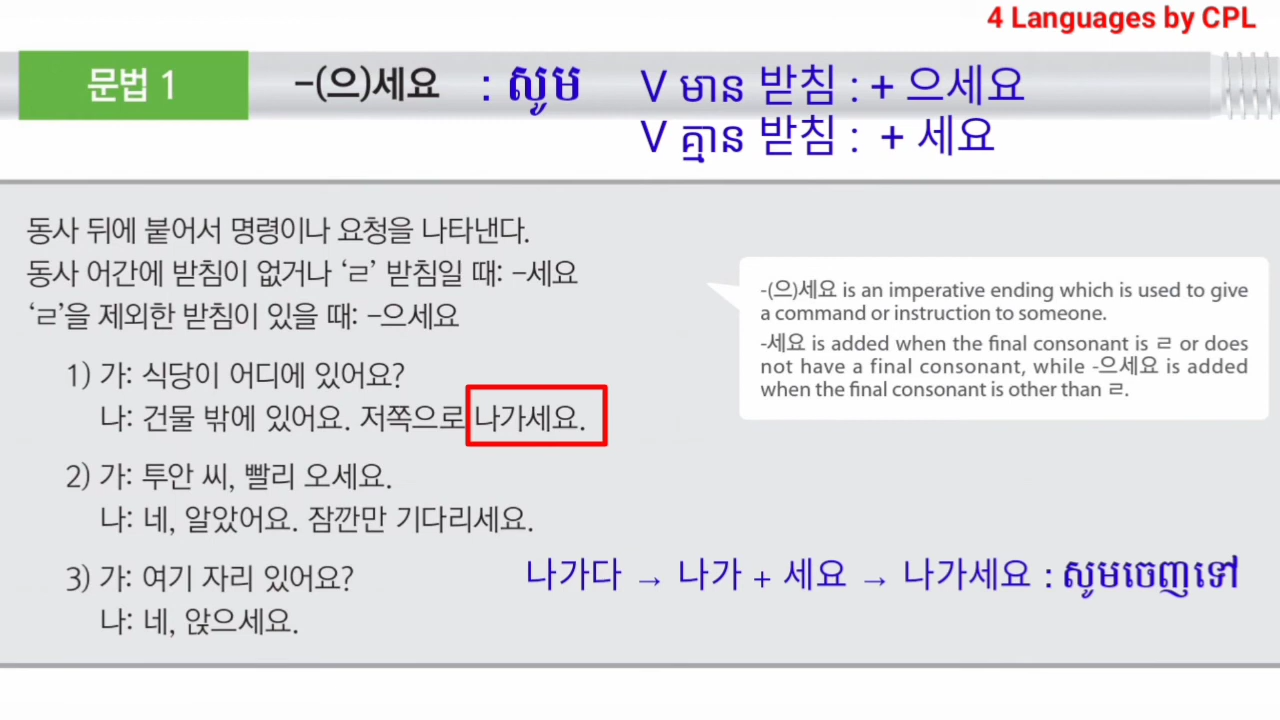 4 Languages by CPL
문법 1 -(으)세요 : សូម V មាន 받침 : + 으세요
V គ្មាន 받침 : + 세요
동사 뒤에 붙어서 명령이나 요청을 나타낸다.
동사 어간에 받침이 없거나 ‘ㄹ’ 받침일 때: -세요
‘ㄹ’을 제외한 받침이 있을 때: -으세요
-(으)세요 is an imperative ending which is used to give
a command or instruction to someone.
-세요 is added when the final consonant is ㄹ or does
not have a final consonant, while -으세요 is added
when the final consonant is other than ㄹ.
1) 가: 식당이 어디에 있어요?
나: 건물 밖에 있어요. 저쪽으로 나가세요.
2) 가: 투안 씨, 빨리 오세요.
나: 네, 알았어요. 잠깐만 기다리세요.
3) 가: 여기 자리 있어요?
나: 네, 앉으세요.
나가다 → 나가 + 세요 → 나가세요 : សូមចេញទៅ